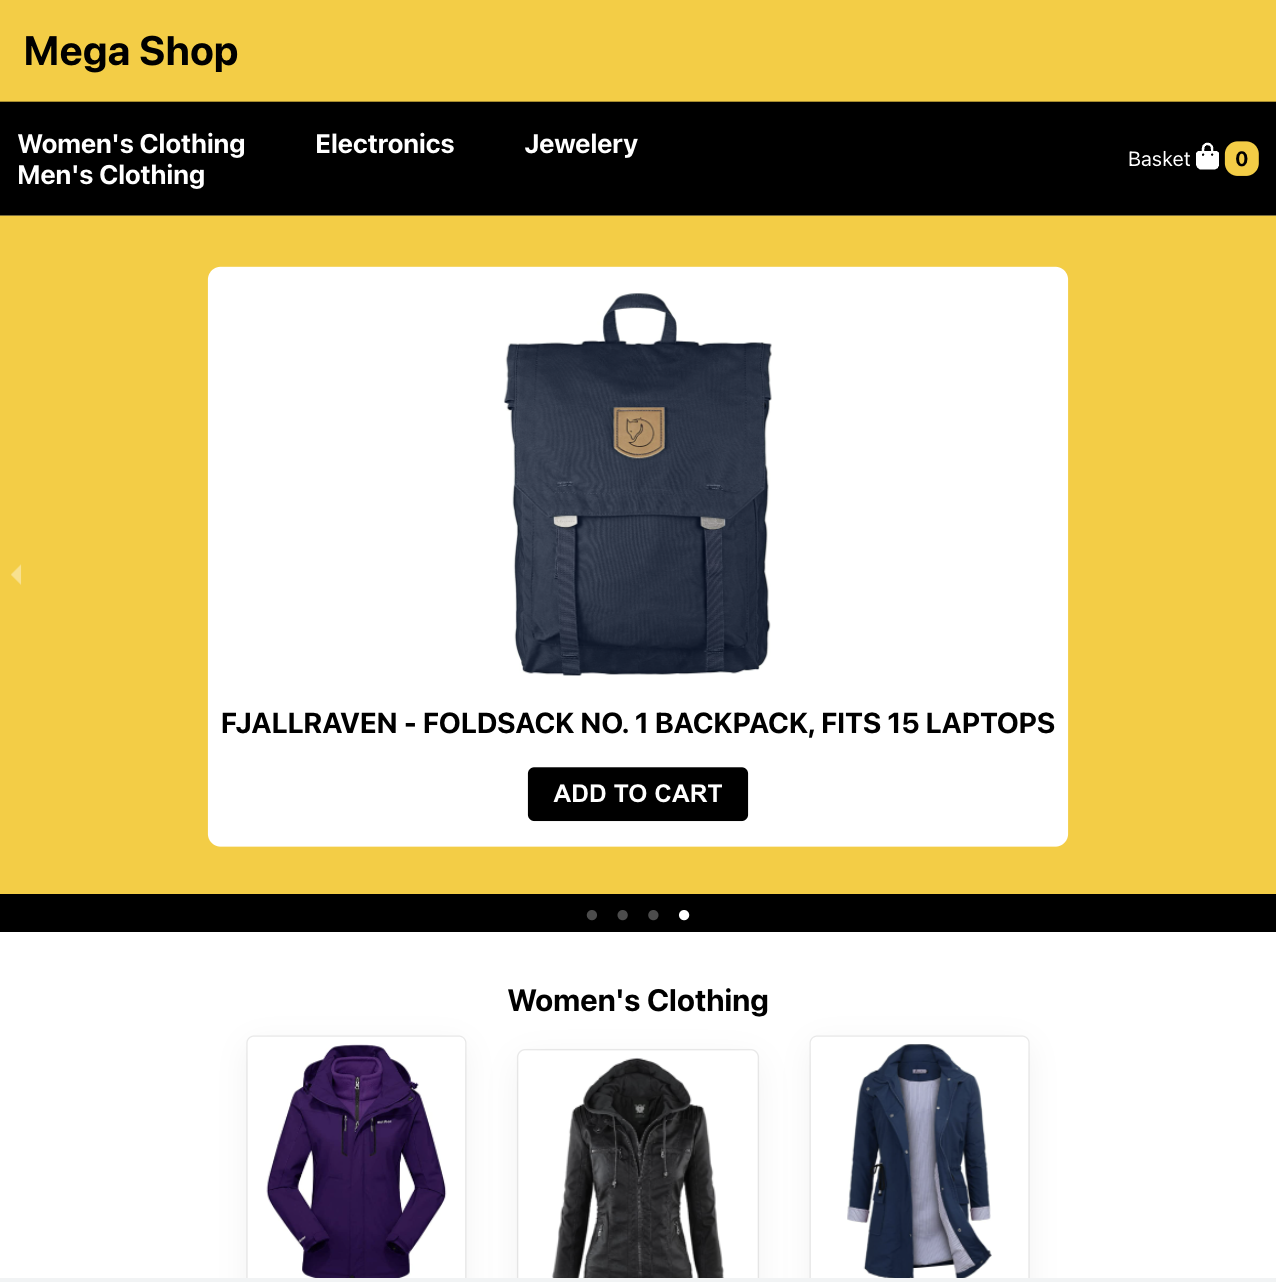 Mega Shop
Women's Clothing Electronics Jewelery
Men's Clothing
Basket 0
FJALLRAVEN - FOLDSACK NO. 1 BACKPACK, FITS 15 LAPTOPS
ADD TO CART
Women's Clothing